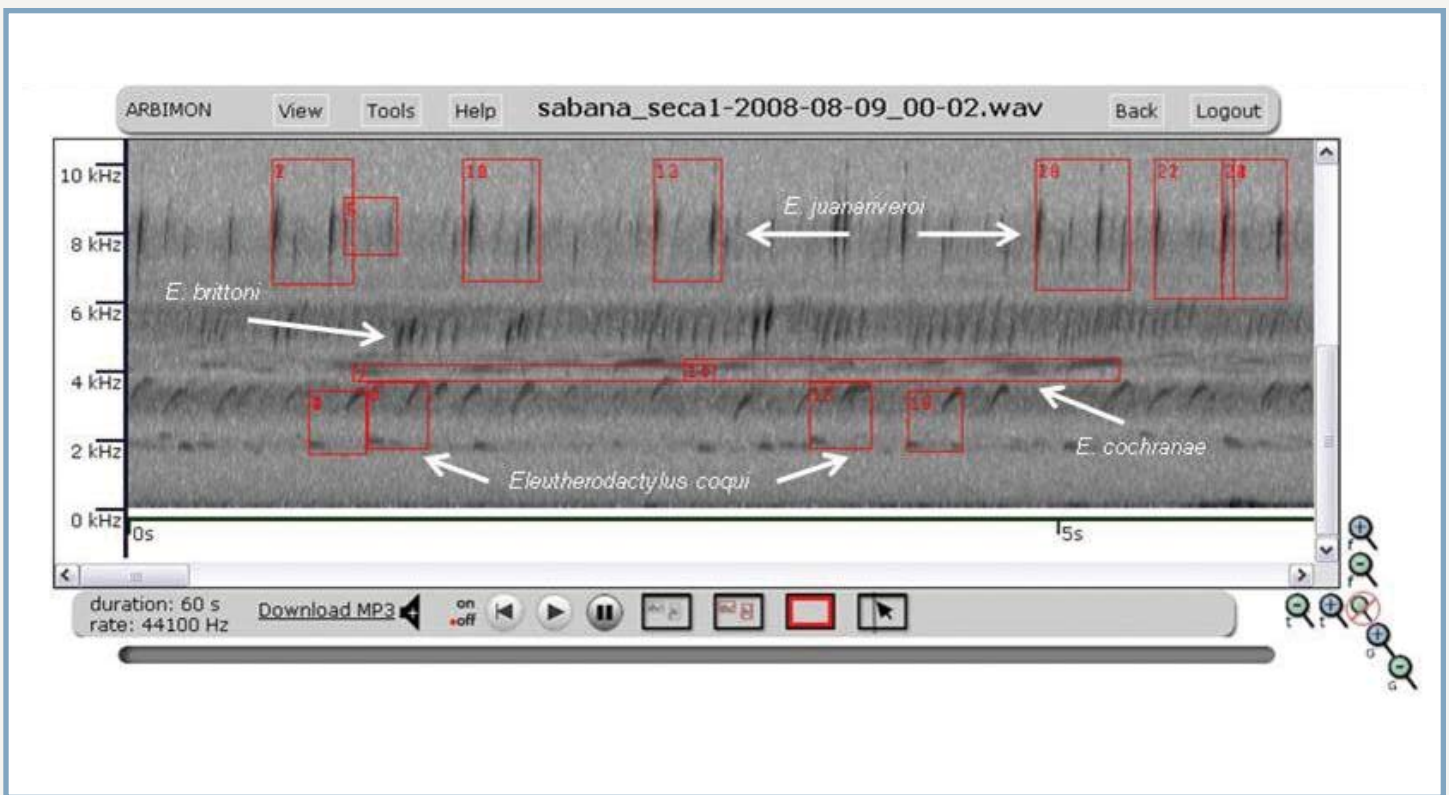 ARBIMON View Tools Help sabana_seca1-2008-08-09_00-02.wav Back Logout
10 kHz
8 kHz
6 kHz
4 kHz
2 kHz
0 kHz
E. juanariveroi
E. brittoni
E. cochranae
Eleutherodactylus coqui
13
19
0s 5s
duration: 60 s
rate: 44100 Hz
Download MP3
on
off